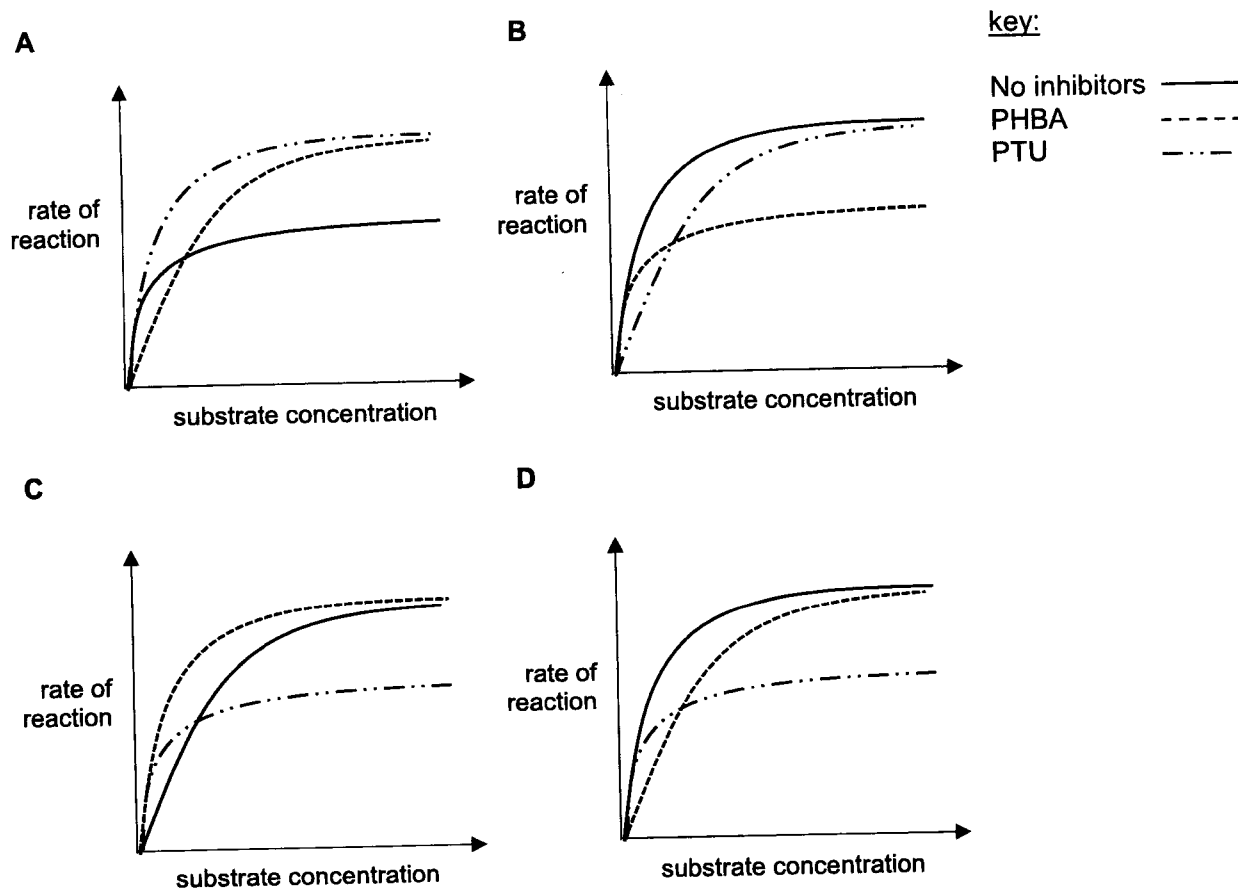 A
B
key:
No inhibitors
PHBA
PTU
rate of
reaction
substrate concentration
rate of
reaction
substrate concentration
C
D
rate of
reaction
substrate concentration
rate of
reaction
substrate concentration